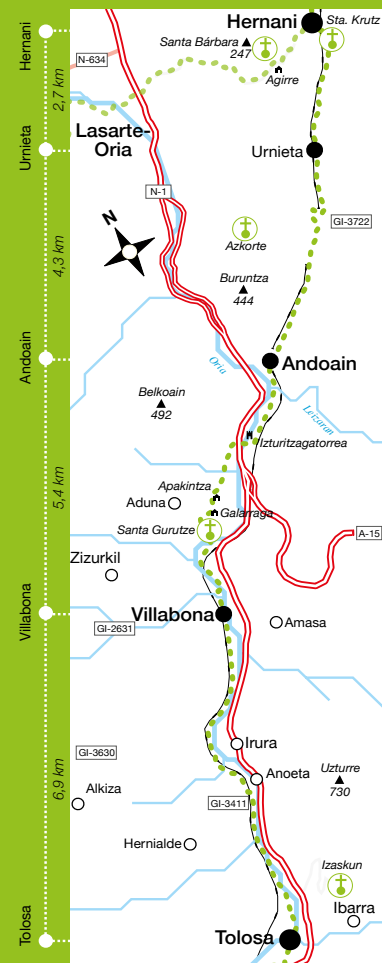 Hernani
2,7 km
Urnieta
4,3 km
Andoain
5,4 km
Villabona
6,9 km
Tolosa
Hernani
Sta. Krutz
Santa Bárbara
247
N-634
Agirre
Lasarte-
Oria
Urnieta
N-1
GI-3722
N
Azkorte
Buruntza
444
Oria
Andoain
Belkoain
492
Leizaran
Izturitzagatorrea
Apakintza
Aduna
Galarraga
Santa Gurutze
A-15
Zizurkil
Villabona
GI-2631
Amasa
Irura
GI-3630
Anoeta
Uzturre
730
Alkiza
GI-3411
Hernialde
Izaskun
Ibarra
Tolosa